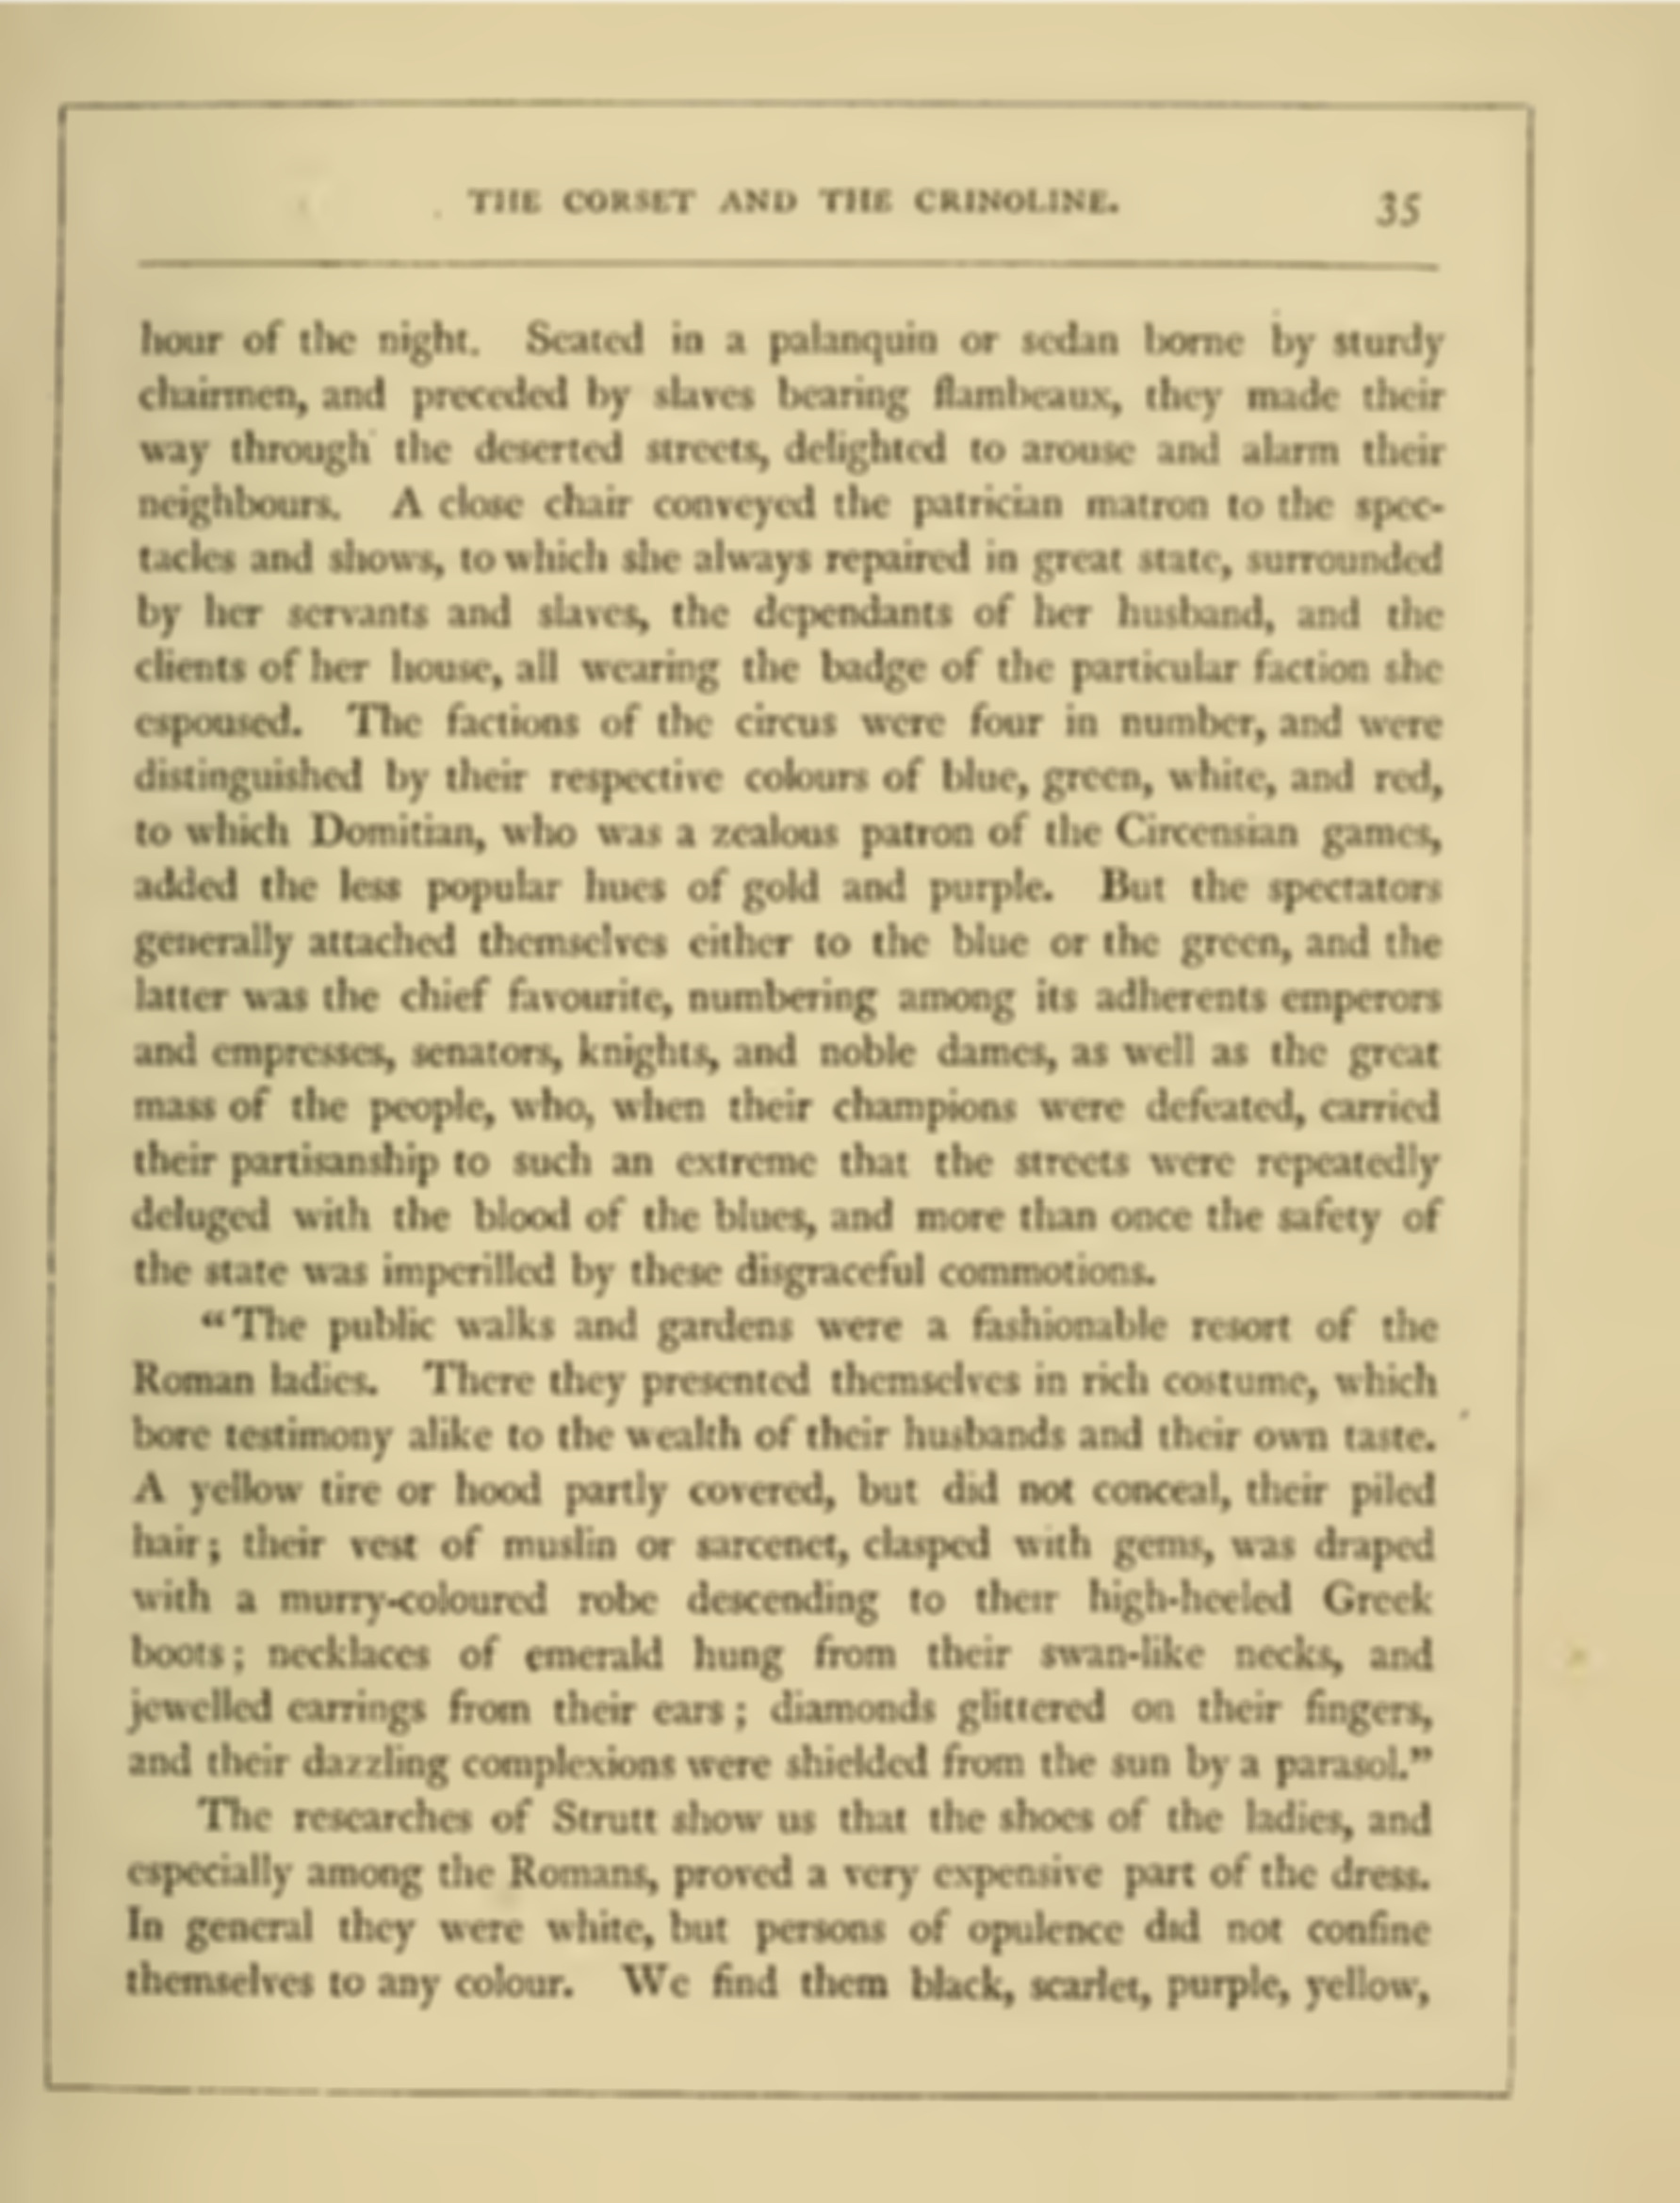 THE CORSET AND THE CRINOLINE. 35
hour of the night. Seated in a palanquin or sedan borne by sturdy
chairmen, and preceded by slaves bearing flambeaux, they made their
way through the deserted streets, delighted to arouse and alarm their
neighbours. A close chair conveyed the patrician matron to the spec-
tacles and shows, to which she always repaired in great state, surrounded
by her servants and slaves, the dependants of her husband, and the
clients of her house, all wearing the badge of the particular faction she
espoused. The factions of the circus were four in number, and were
distinguished by their respective colours of blue, green, white, and red,
to which Domitian, who was a zealous patron of the Circensian games,
added the less popular hues of gold and purple. But the spectators
generally attached themselves either to the blue or the green, and the
latter was the chief favourite, numbering among its adherents emperors
and empresses, senators, knights, and noble dames, as well as the great
mass of the people, who, when their champions were defeated, carried
their partisanship to such an extreme that the streets were repeatedly
deluged with the blood of the blues, and more than once the safety of
the state was imperilled by these disgraceful commotions.
“The public walks and gardens were a fashionable resort of the
Roman ladies. There they presented themselves in rich costume, which
bore testimony alike to the wealth of their husbands and their own taste.
A yellow tire or hood partly covered, but did not conceal, their piled
hair; their vest of muslin or sarcenet, clasped with gems, was draped
with a murry-coloured robe descending to their high-heeled Greek
boots; necklaces of emerald hung from their swan-like necks, and
jewelled earrings from their ears; diamonds glittered on their fingers,
and their dazzling complexions were shielded from the sun by a parasol.”
The researches of Strutt show us that the shoes of the ladies, and
especially among the Romans, proved a very expensive part of the dress.
In general they were white, but persons of opulence did not confine
themselves to any colour. We find them black, scarlet, purple, yellow,